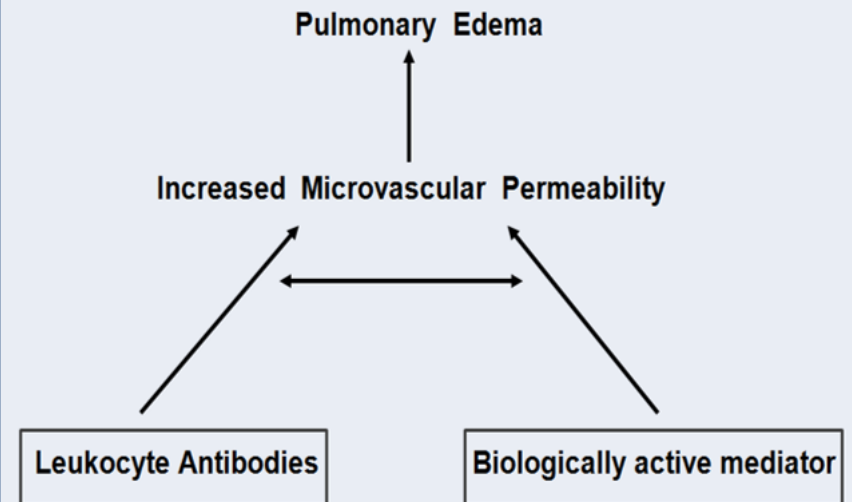 Pulmonary Edema
Increased Microvascular Permeability
Leukocyte Antibodies
Biologically active mediator